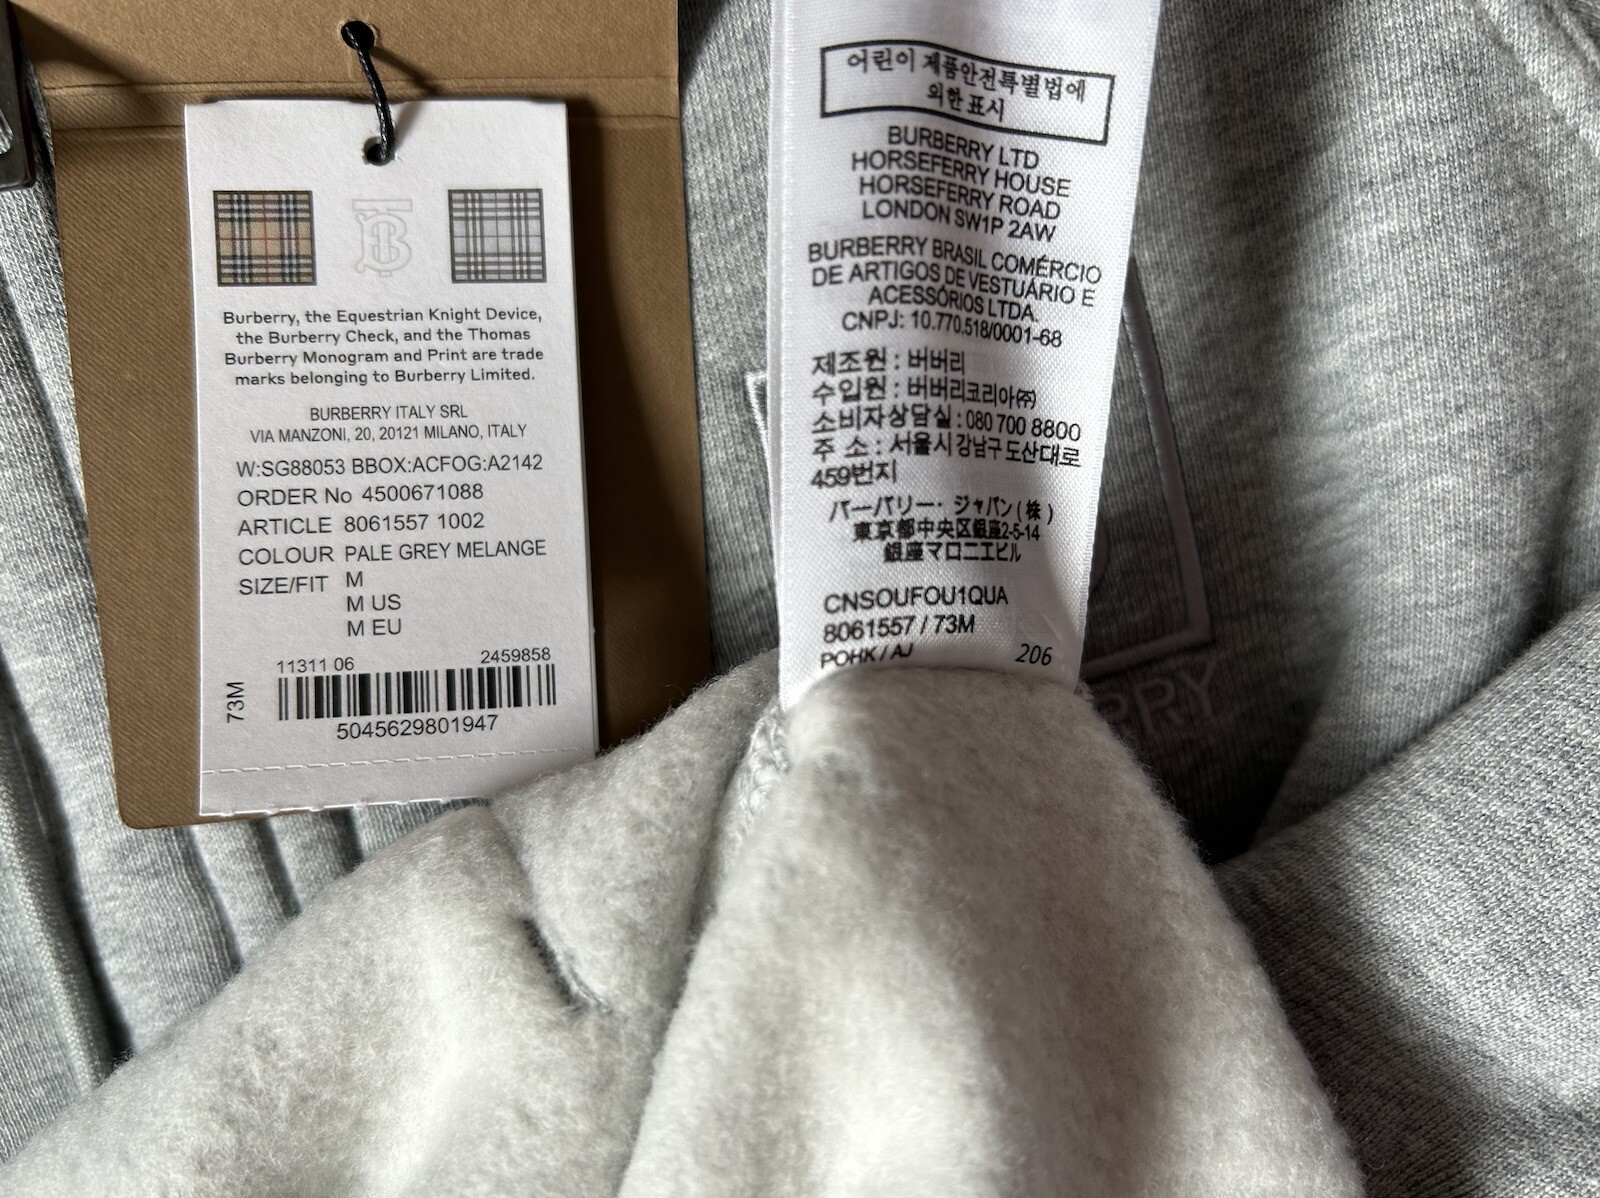 Burberry, the Equestrian Knight Device,
the Burberry Check, and the Thomas
Burberry Monogram and Print are trade
marks belonging to Burberry Limited.
BURBERRY ITALY SRL
VIA MANZONI, 20, 20121 MILANO, ITALY
W:SG88053 BBOX:ACFOG:A2142
ORDER No 4500671088
ARTICLE 8061557 1002
COLOUR PALE GREY MELANGE
SIZE/FIT M
M US
M EU
11311 06 2459858
73M
5045629801947
어린이제품안전특별법에
의한표시
BURBERRY LTD
HORSEFERRY HOUSE
HORSEFERRY ROAD
LONDON SW1P 2AW
BURBERRY BRASIL COMÉRCIO
DE ARTIGOS DE VESTUÁRIO E
ACESSÓRIOS LTDA.
CNPJ: 10.770.518/0001-68
제조원 : 버버리
수입원 : 버버리코리아(주)
소비자상담실 : 080 700 8800
주 소 : 서울시강남구도산대로
459번지
バーバリー・ジャパン(株)
東京都中央区銀座2-5-14
銀座マロニエビル
CNSOUFOU1QUA
8061557 / 73M
POHK / AJ 206